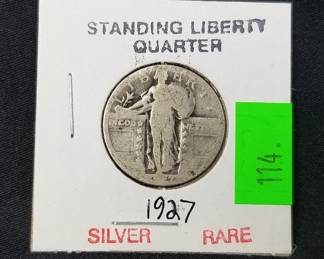 STANDING LIBERTY
QUARTER
LIBERTY
114.
1927
SILVER RARE